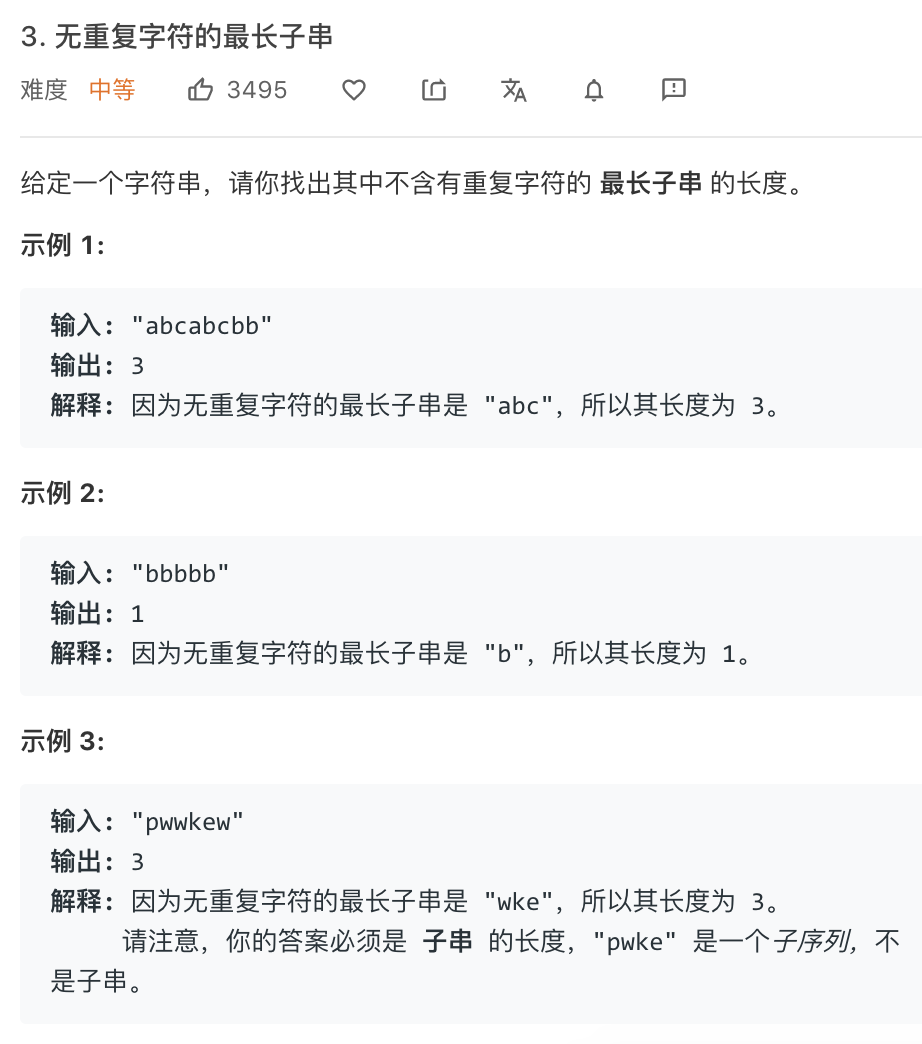 3. 无重复字符的最长子串
难度 中等 3495
给定一个字符串，请你找出其中不含有重复字符的 最长子串 的长度。
示例 1:
输入: "abcabcbb"
输出: 3
解释: 因为无重复字符的最长子串是 "abc"，所以其长度为 3。
示例 2:
输入: "bbbbb"
输出: 1
解释: 因为无重复字符的最长子串是 "b"，所以其长度为 1。
示例 3:
输入: "pwwkew"
输出: 3
解释: 因为无重复字符的最长子串是 "wke"，所以其长度为 3。
请注意，你的答案必须是 子串 的长度，"pwke" 是一个子序列，不
是子串。